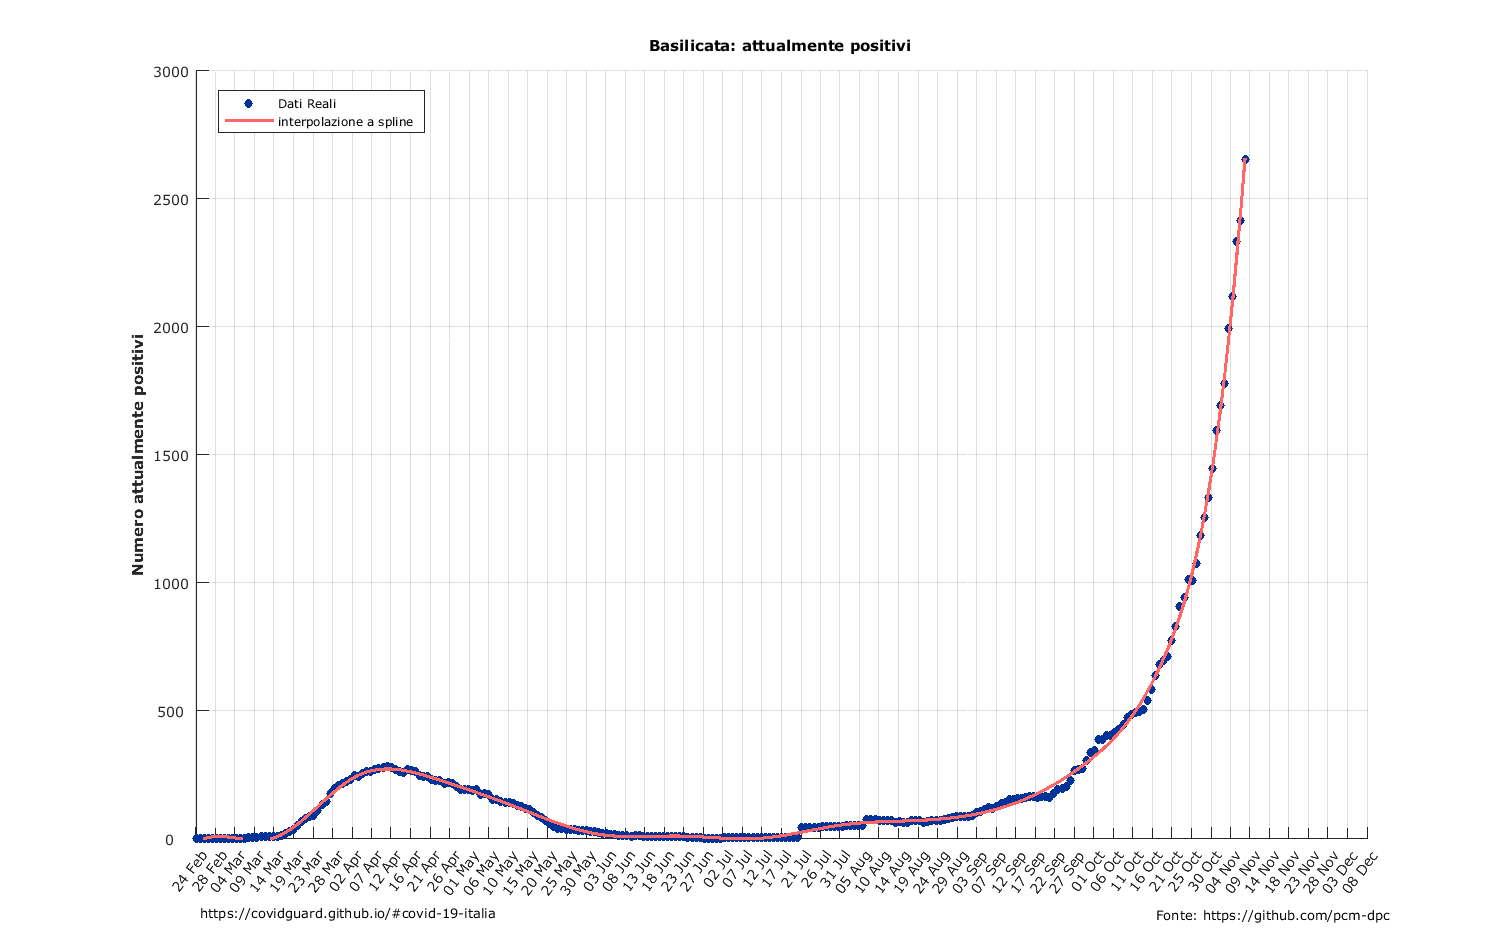 Basilicata: attualmente positivi
3000
2500
2000
1500
1000
500
0
Numero attualmente positivi
Dati Reali
interpolazione a spline
24 Feb
28 Feb
04 Mar
09 Mar
14 Mar
19 Mar
23 Mar
28 Mar
02 Apr
07 Apr
12 Apr
16 Apr
21 Apr
26 Apr
01 May
06 May
10 May
15 May
20 May
25 May
30 May
03 Jun
08 Jun
13 Jun
18 Jun
23 Jun
27 Jun
02 Jul
07 Jul
12 Jul
17 Jul
21 Jul
26 Jul
31 Jul
05 Aug
10 Aug
14 Aug
19 Aug
24 Aug
29 Aug
03 Sep
07 Sep
12 Sep
17 Sep
22 Sep
27 Sep
01 Oct
06 Oct
11 Oct
16 Oct
21 Oct
25 Oct
30 Oct
04 Nov
09 Nov
14 Nov
18 Nov
23 Nov
28 Nov
03 Dec
08 Dec
https://covidguard.github.io/#covid-19-italia
Fonte: https://github.com/pcm-dpc